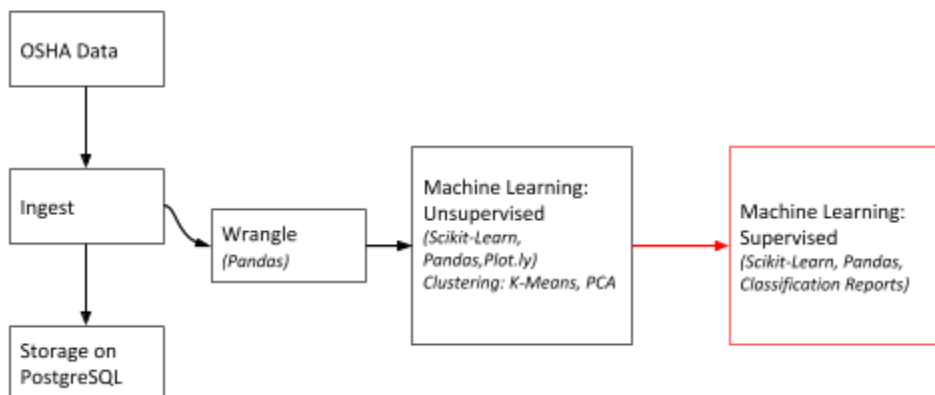 OSHA Data
Ingest
Storage on
PostgreSQL
Wrangle
(Pandas)
Machine Learning:
Unsupervised
(Scikit-Learn,
Pandas,Plot.ly)
Clustering: K-Means, PCA
Machine Learning:
Supervised
(Scikit-Learn, Pandas,
Classification Reports)